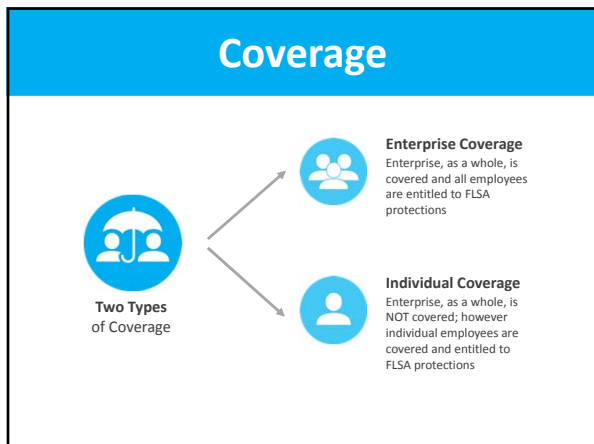 Coverage
Two Types
of Coverage
Enterprise Coverage
Enterprise, as a whole, is
covered and all employees
are entitled to FLSA
protections
Individual Coverage
Enterprise, as a whole, is
NOT covered; however
individual employees are
covered and entitled to
FLSA protections